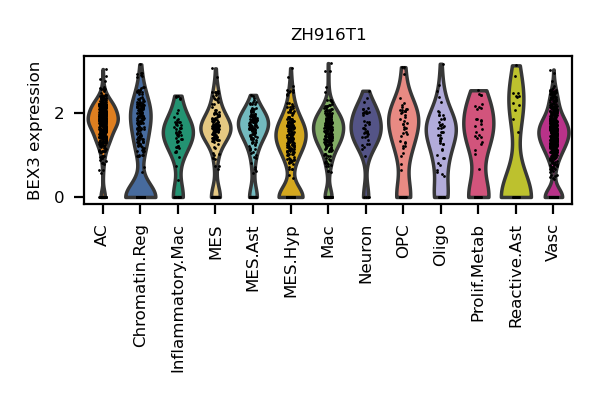 ZH916T1
BEX3 expression
2
0
AC
Chromatin.Reg
Inflammatory.Mac
MES
MES.Ast
MES.Hyp
Mac
Neuron
OPC
Oligo
Prolif.Metab
Reactive.Ast
Vasc